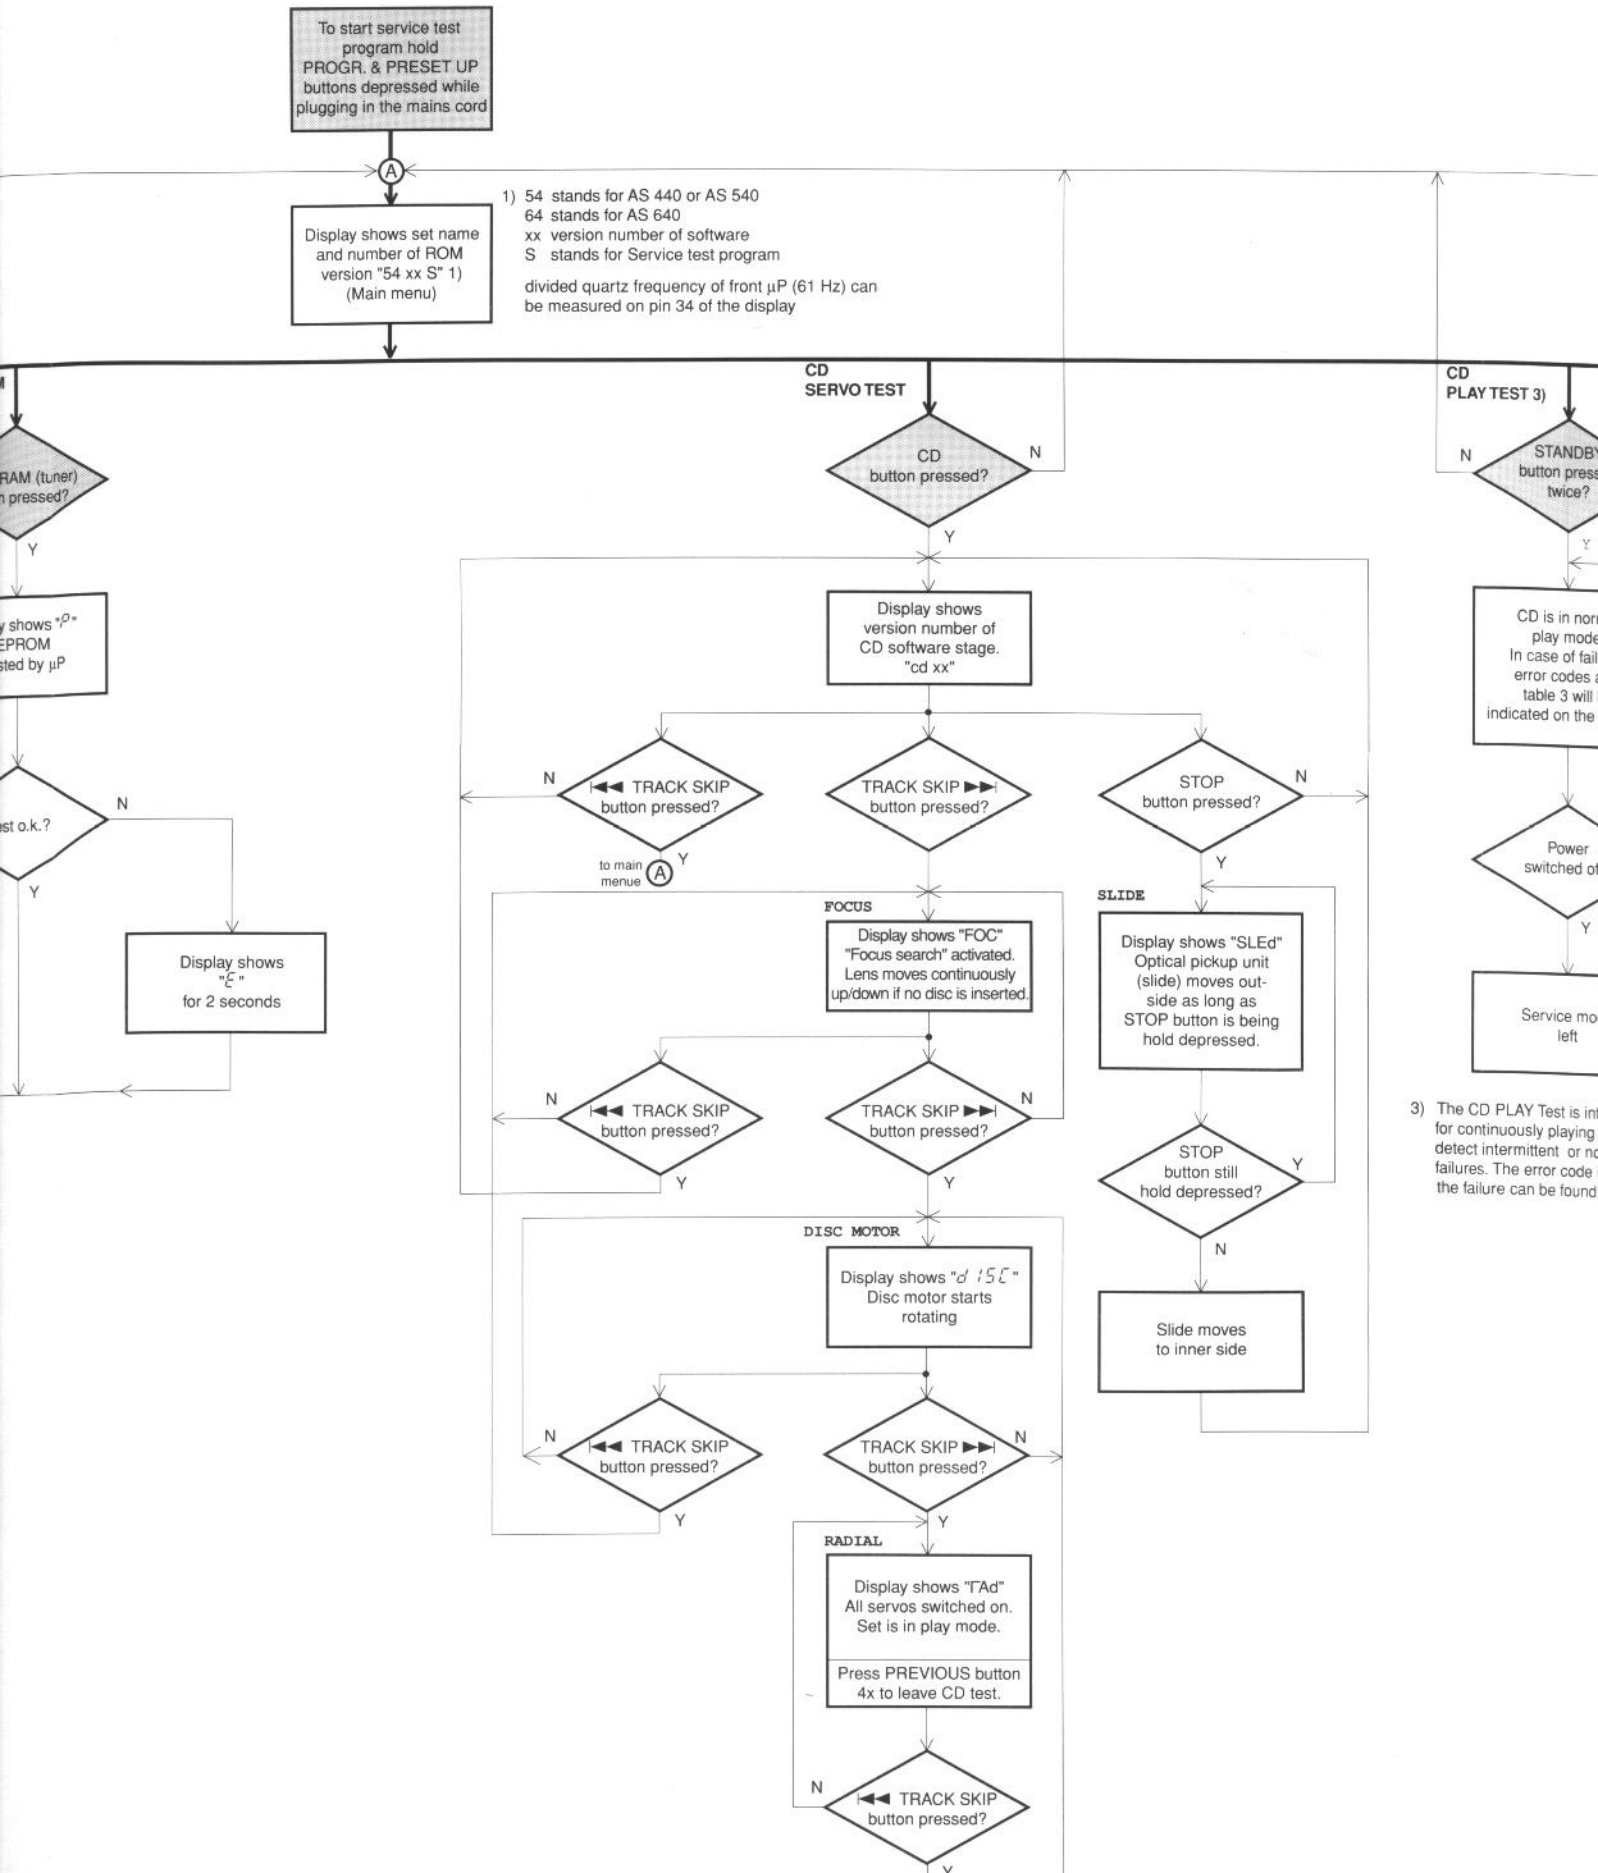 To start service test
program hold
PROGR. & PRESET UP
buttons depressed while
plugging in the mains cord
A
Display shows set name
and number of ROM
version "54 xx S" 1)
(Main menu)
1) 54 stands for AS 440 or AS 540
64 stands for AS 640
xx version number of software
S stands for Service test program
divided quartz frequency of front µP (61 Hz) can
be measured on pin 34 of the display
M
RAM (tuner)
pressed?
Y
shows "P"
EPROM
by µP
o.k.?
N
Y
Display shows
"E"
for 2 seconds
CD
SERVO TEST
CD
button pressed?
N
Y
Display shows
version number of
CD software stage.
"cd xx"
N
|◄◄ TRACK SKIP
button pressed?
Y
to main
menue
A
TRACK SKIP ►►|
button pressed?
STOP
button pressed?
N
Y
FOCUS
Display shows "FOC"
"Focus search" activated.
Lens moves continuously
up/down if no disc is inserted.
N
|◄◄ TRACK SKIP
button pressed?
Y
TRACK SKIP ►►|
button pressed?
N
Y
DISC MOTOR
Display shows "dISC"
Disc motor starts
rotating
N
|◄◄ TRACK SKIP
button pressed?
Y
TRACK SKIP ►►|
button pressed?
N
Y
RADIAL
Display shows "ΓAd"
All servos switched on.
Set is in play mode.
Press PREVIOUS button
4x to leave CD test.
N
|◄◄ TRACK SKIP
button pressed?
Y
SLIDE
Display shows "SLEd"
Optical pickup unit
(slide) moves out-
side as long as
STOP button is being
hold depressed.
STOP
button still
hold depressed?
Y
N
Slide moves
to inner side
CD
PLAY TEST 3)
N
STANDBY
button
twice?
Y
CD is in
play mode
In case of
error codes
table 3 will
indicated on the
Power
switched
Y
Service
left
3) The CD PLAY Test is
for continuously playing
detect intermittent or
failures. The error code
the failure can be found